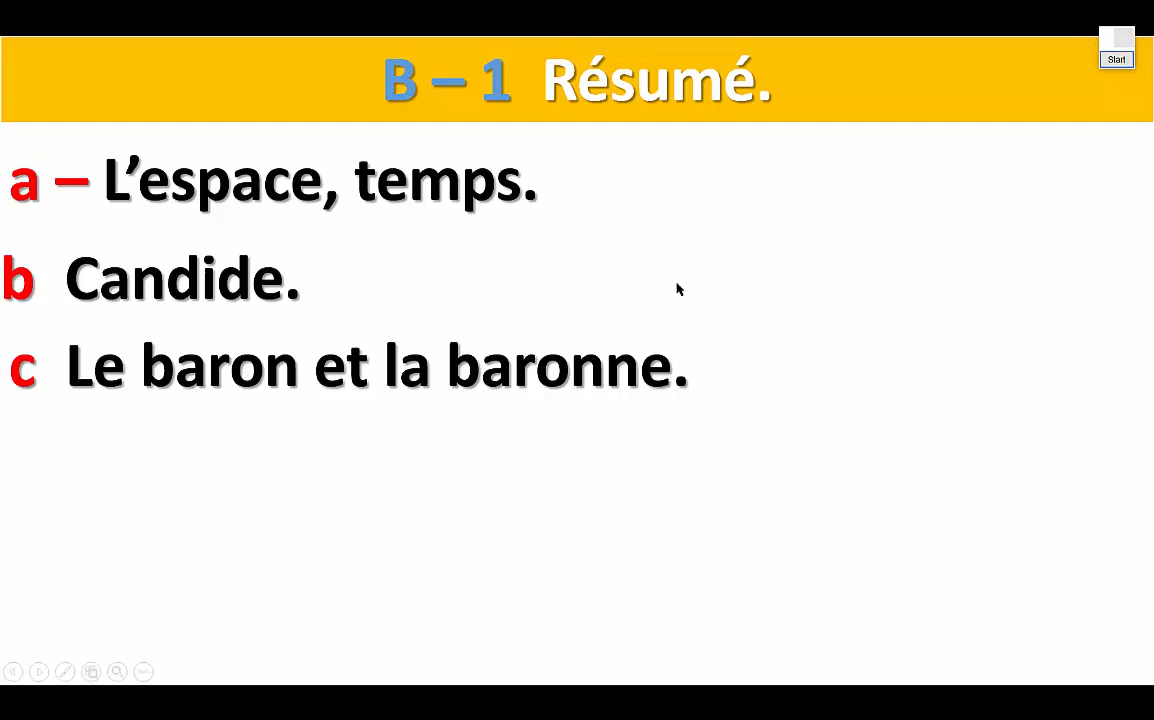 B – 1 Résumé.
Start
a – L’espace, temps.
b Candide.
c Le baron et la baronne.